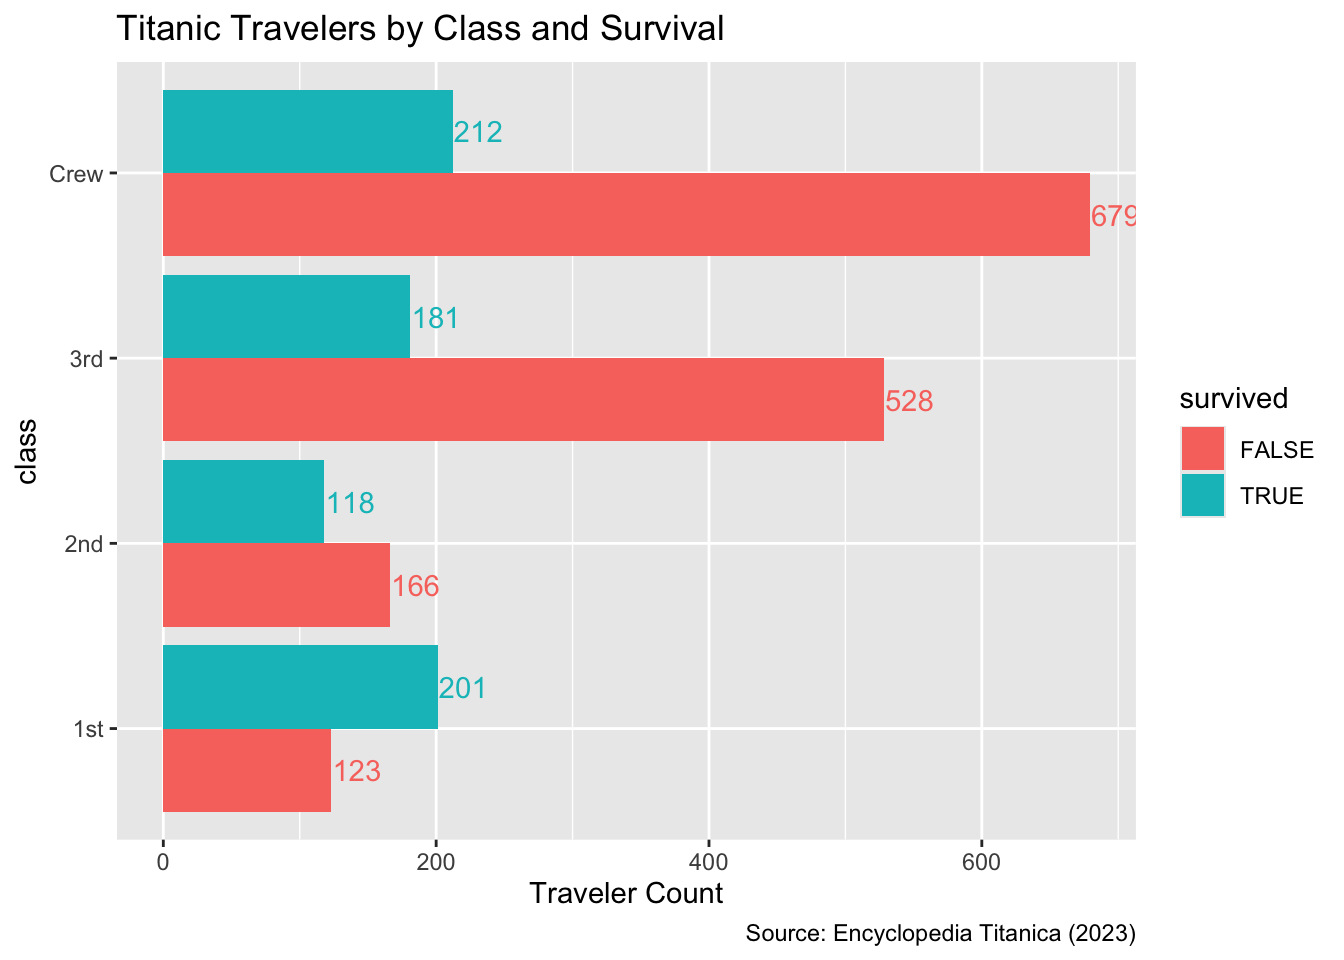 Titanic Travelers by Class and Survival
212
Crew
679
181
3rd
528
class
118
2nd
166
201
1st
123
0 200 400 600
Traveler Count
survived
FALSE
TRUE
Source: Encyclopedia Titanica (2023)